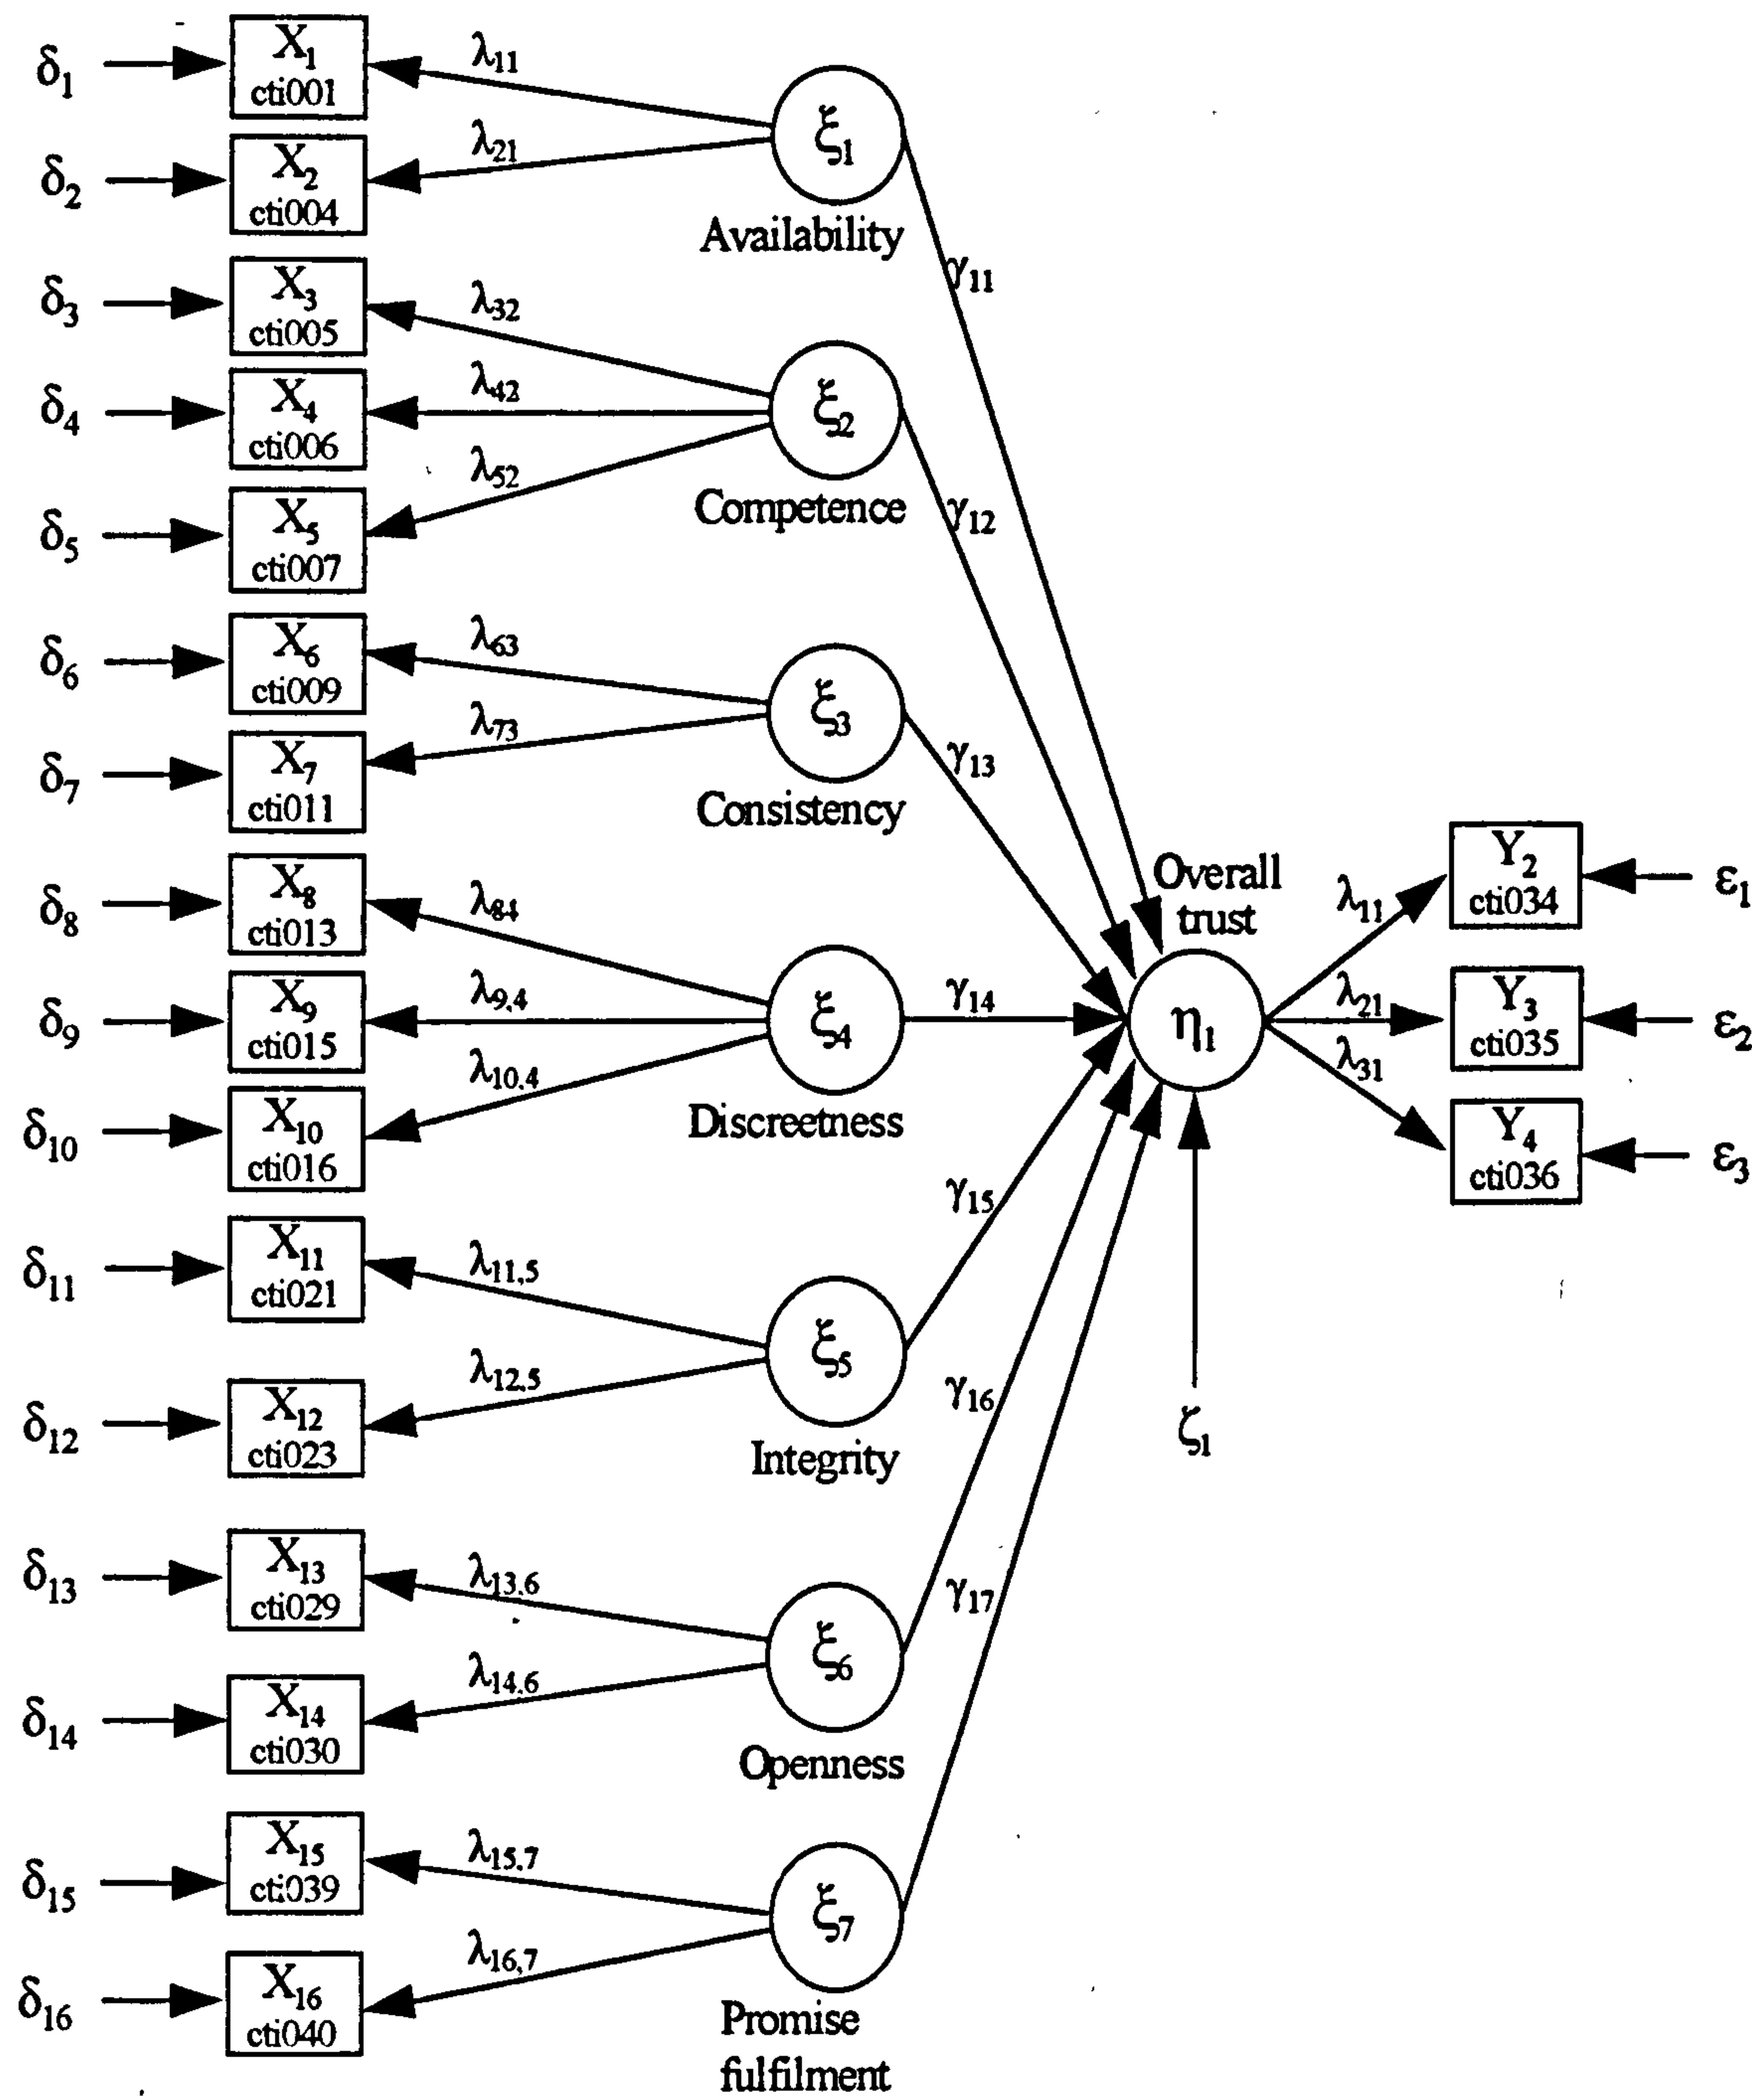 δ₁
X₁
cti001
λ₁₁
δ₂
X₂
cti004
λ₂₁
ξ₁
Availability
γ₁₁
δ₃
X₃
cti005
λ₃₂
δ₄
X₄
cti006
λ₄₂
δ₅
X₅
cti007
λ₅₂
ξ₂
Competence
γ₁₂
δ₆
X₆
cti009
λ₆₃
δ₇
X₇
cti011
λ₇₃
ξ₃
Consistency
γ₁₃
δ₈
X₈
cti013
λ₈₄
δ₉
X₉
cti015
λ₉,₄
δ₁₀
X₁₀
cti016
λ₁₀,₄
ξ₄
Discreetness
γ₁₄
δ₁₁
X₁₁
cti021
λ₁₁,₅
δ₁₂
X₁₂
cti023
λ₁₂,₅
ξ₅
Integrity
γ₁₅
δ₁₃
X₁₃
cti029
λ₁₃,₆
δ₁₄
X₁₄
cti030
λ₁₄,₆
ξ₆
Openness
γ₁₆
δ₁₅
X₁₅
cti039
λ₁₅,₇
δ₁₆
X₁₆
cti040
λ₁₆,₇
ξ₇
Promise
fulfilment
γ₁₇
Overall
trust
η₁
ζ₁
λ₁₁
Y₂
cti034
ε₁
λ₂₁
Y₃
cti035
ε₂
λ₃₁
Y₄
cti036
ε₃